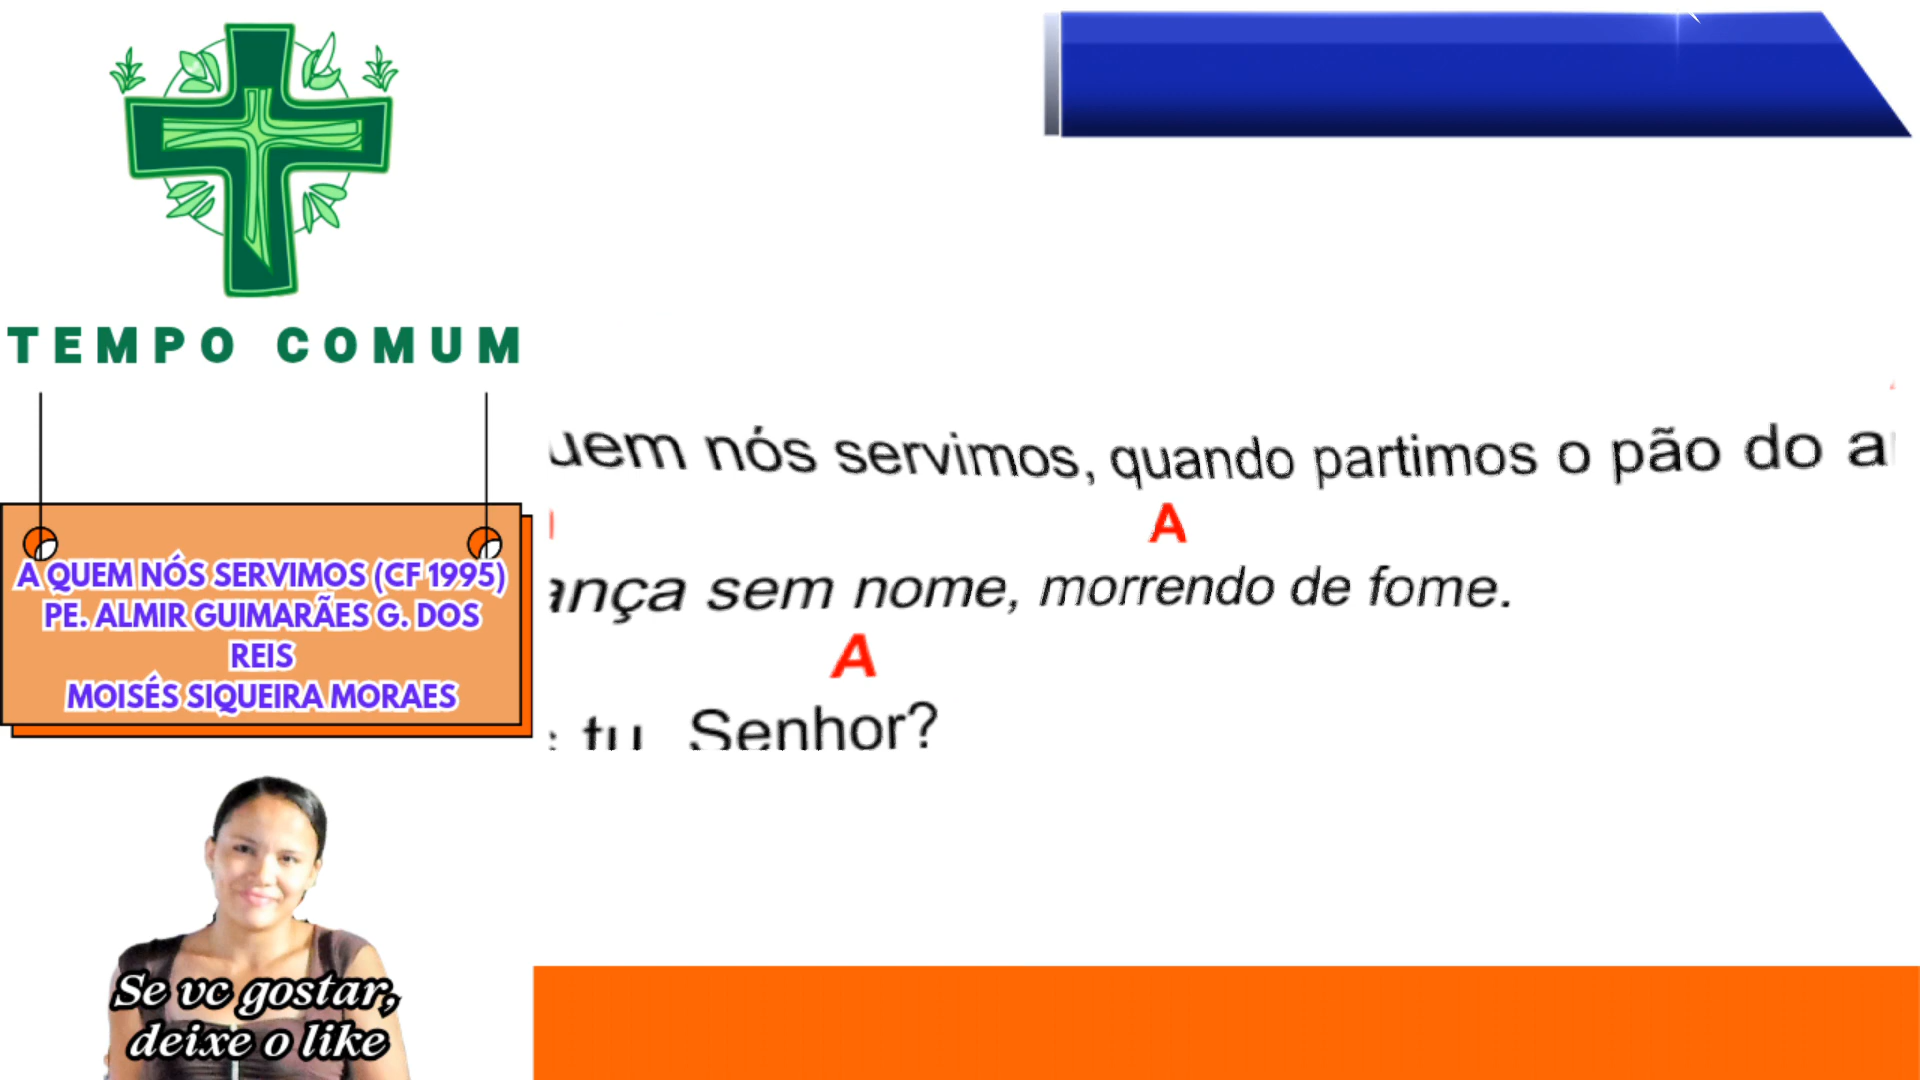 TEMPO COMUM
A QUEM NÓS SERVIMOS (CF 1995)
PE. ALMIR GUIMARÃES G. DOS
REIS
MOISÉS SIQUEIRA MORAES
nós servimos, quando partimos o pão do
A
sem nome, morrendo de fome.
A
tu, Senhor?
Se vc gostar,
deixe o like